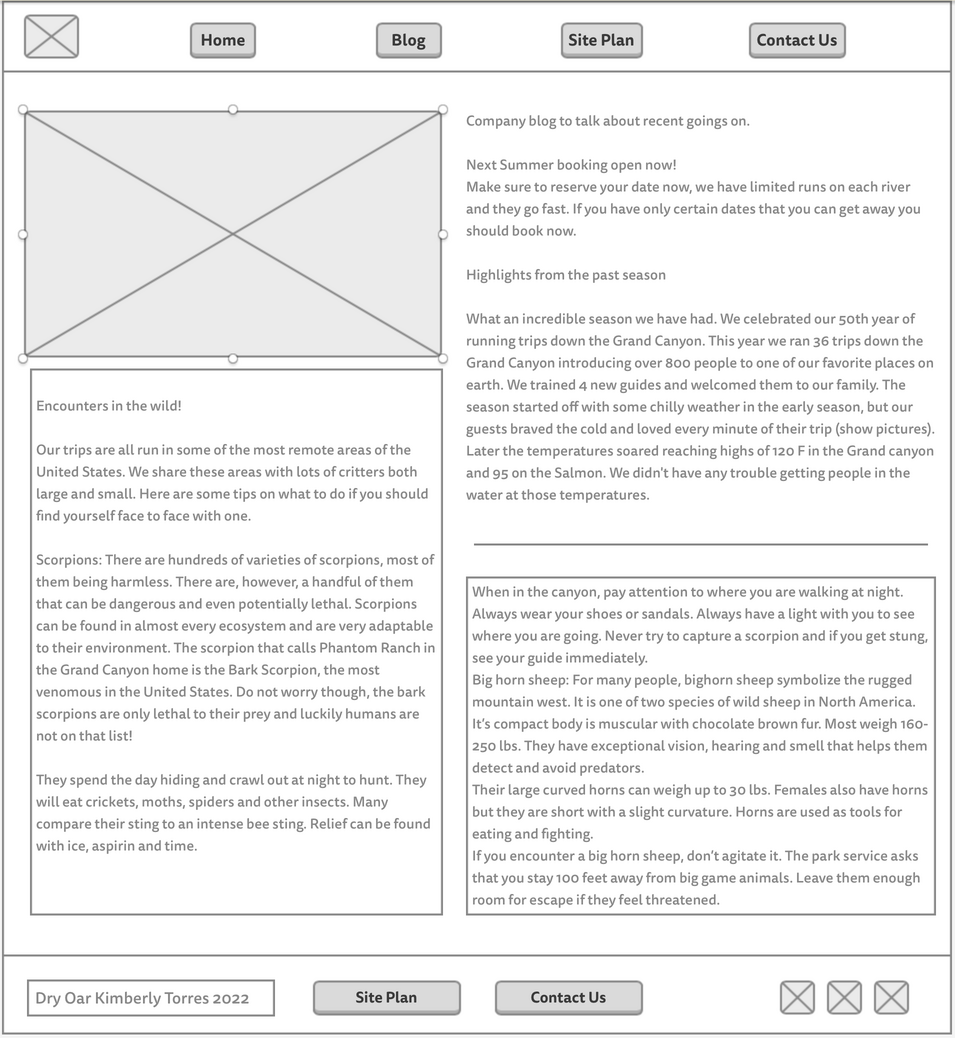 Home
Blog
Site Plan
Contact Us
Company blog to talk about recent goings on.
Next Summer booking open now!
Make sure to reserve your date now, we have limited runs on each river
and they go fast. If you have only certain dates that you can get away you
should book now.
Highlights from the past season
What an incredible season we have had. We celebrated our 50th year of
running trips down the Grand Canyon. This year we ran 36 trips down the
Grand Canyon introducing over 800 people to one of our favorite places on
earth. We trained 4 new guides and welcomed them to our family. The
season started off with some chilly weather in the early season, but our
guests braved the cold and loved every minute of their trip (show pictures).
Later the temperatures soared reaching highs of 120 F in the Grand canyon
and 95 on the Salmon. We didn't have any trouble getting people in the
water at those temperatures.
Encounters in the wild!
Our trips are all run in some of the most remote areas of the
United States. We share these areas with lots of critters both
large and small. Here are some tips on what to do if you should
find yourself face to face with one.
Scorpions: There are hundreds of varieties of scorpions, most of
them being harmless. There are, however, a handful of them
that can be dangerous and even potentially lethal. Scorpions
can be found in almost every ecosystem and are very adaptable
to their environment. The scorpion that calls Phantom Ranch in
the Grand Canyon home is the Bark Scorpion, the most
venomous in the United States. Do not worry though, the bark
scorpions are only lethal to their prey and luckily humans are
not on that list!
They spend the day hiding and crawl out at night to hunt. They
will eat crickets, moths, spiders and other insects. Many
compare their sting to an intense bee sting. Relief can be found
with ice, aspirin and time.
When in the canyon, pay attention to where you are walking at night.
Always wear your shoes or sandals. Always have a light with you to see
where you are going. Never try to capture a scorpion and if you get stung,
see your guide immediately.
Big horn sheep: For many people, bighorn sheep symbolize the rugged
mountain west. It is one of two species of wild sheep in North America.
It's compact body is muscular with chocolate brown fur. Most weigh 160-
250 lbs. They have exceptional vision, hearing and smell that helps them
detect and avoid predators.
Their large curved horns can weigh up to 30 lbs. Females also have horns
but they are short with a slight curvature. Horns are used as tools for
eating and fighting.
If you encounter a big horn sheep, don't agitate it. The park service asks
that you stay 100 feet away from big game animals. Leave them enough
room for escape if they feel threatened.
Dry Oar Kimberly Torres 2022
Site Plan
Contact Us